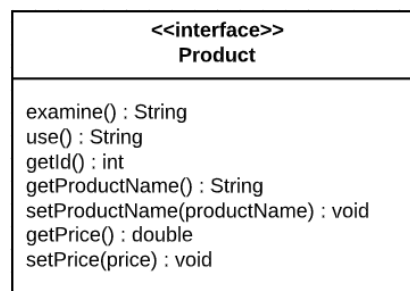 <<interface>>
Product
examine() : String
use() : String
getId() : int
getProductName() : String
setProductName(productName) : void
getPrice() : double
setPrice(price) : void